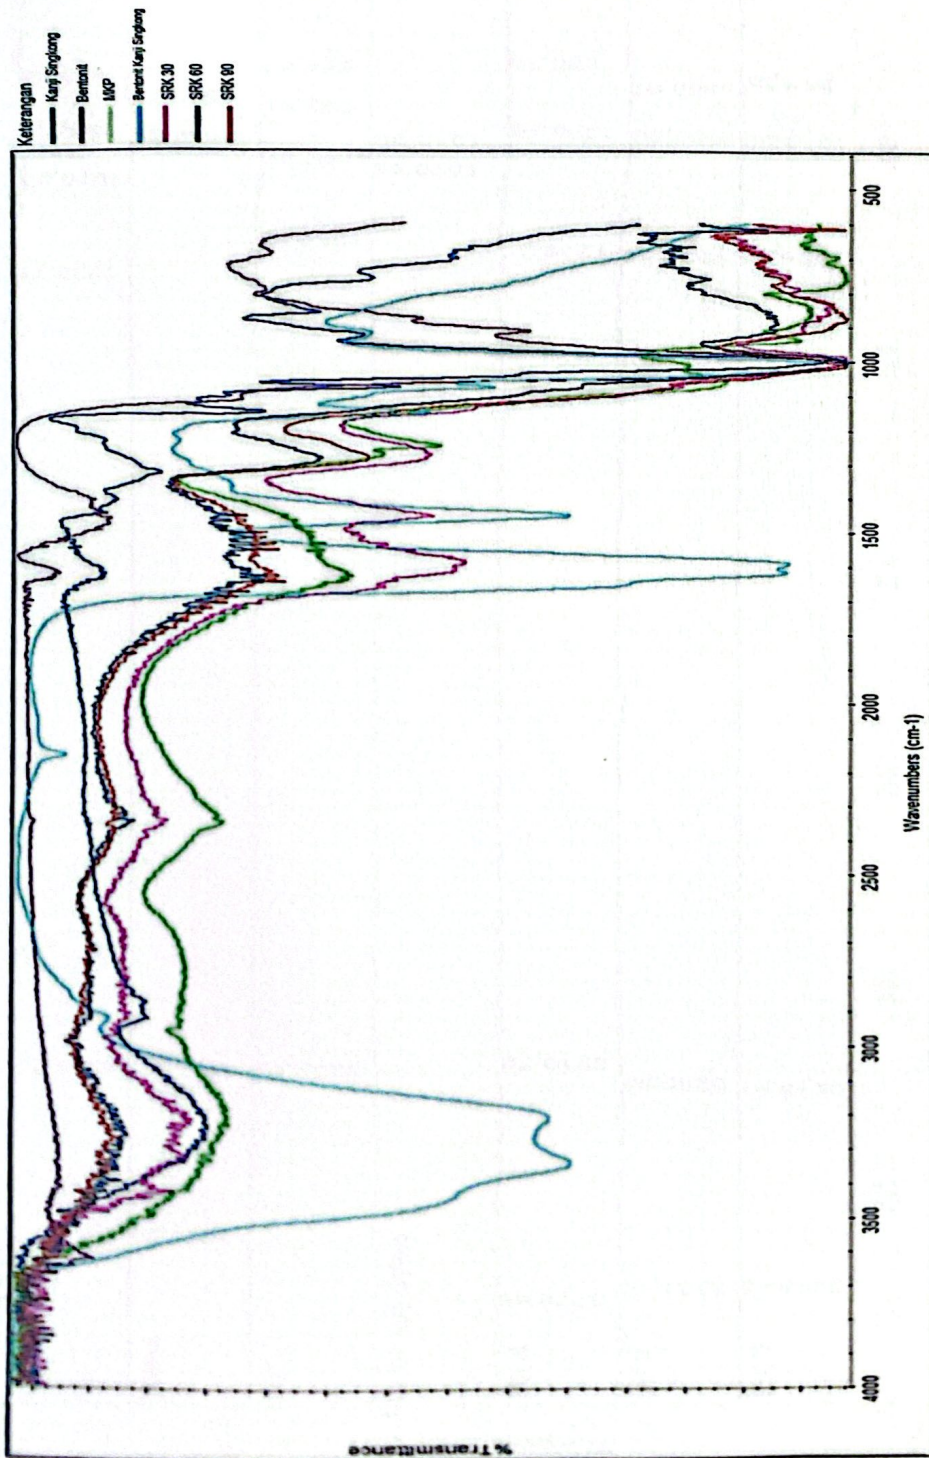 Keterangan
Kanji Singkong
Bentonit
MKP
Bentonit Kanji Singkong
SRK 30
SRK 60
SRK 90
% Transmittance
4000 3500 3000 2500 2000 1500 1000 500
Wavenumbers (cm-1)